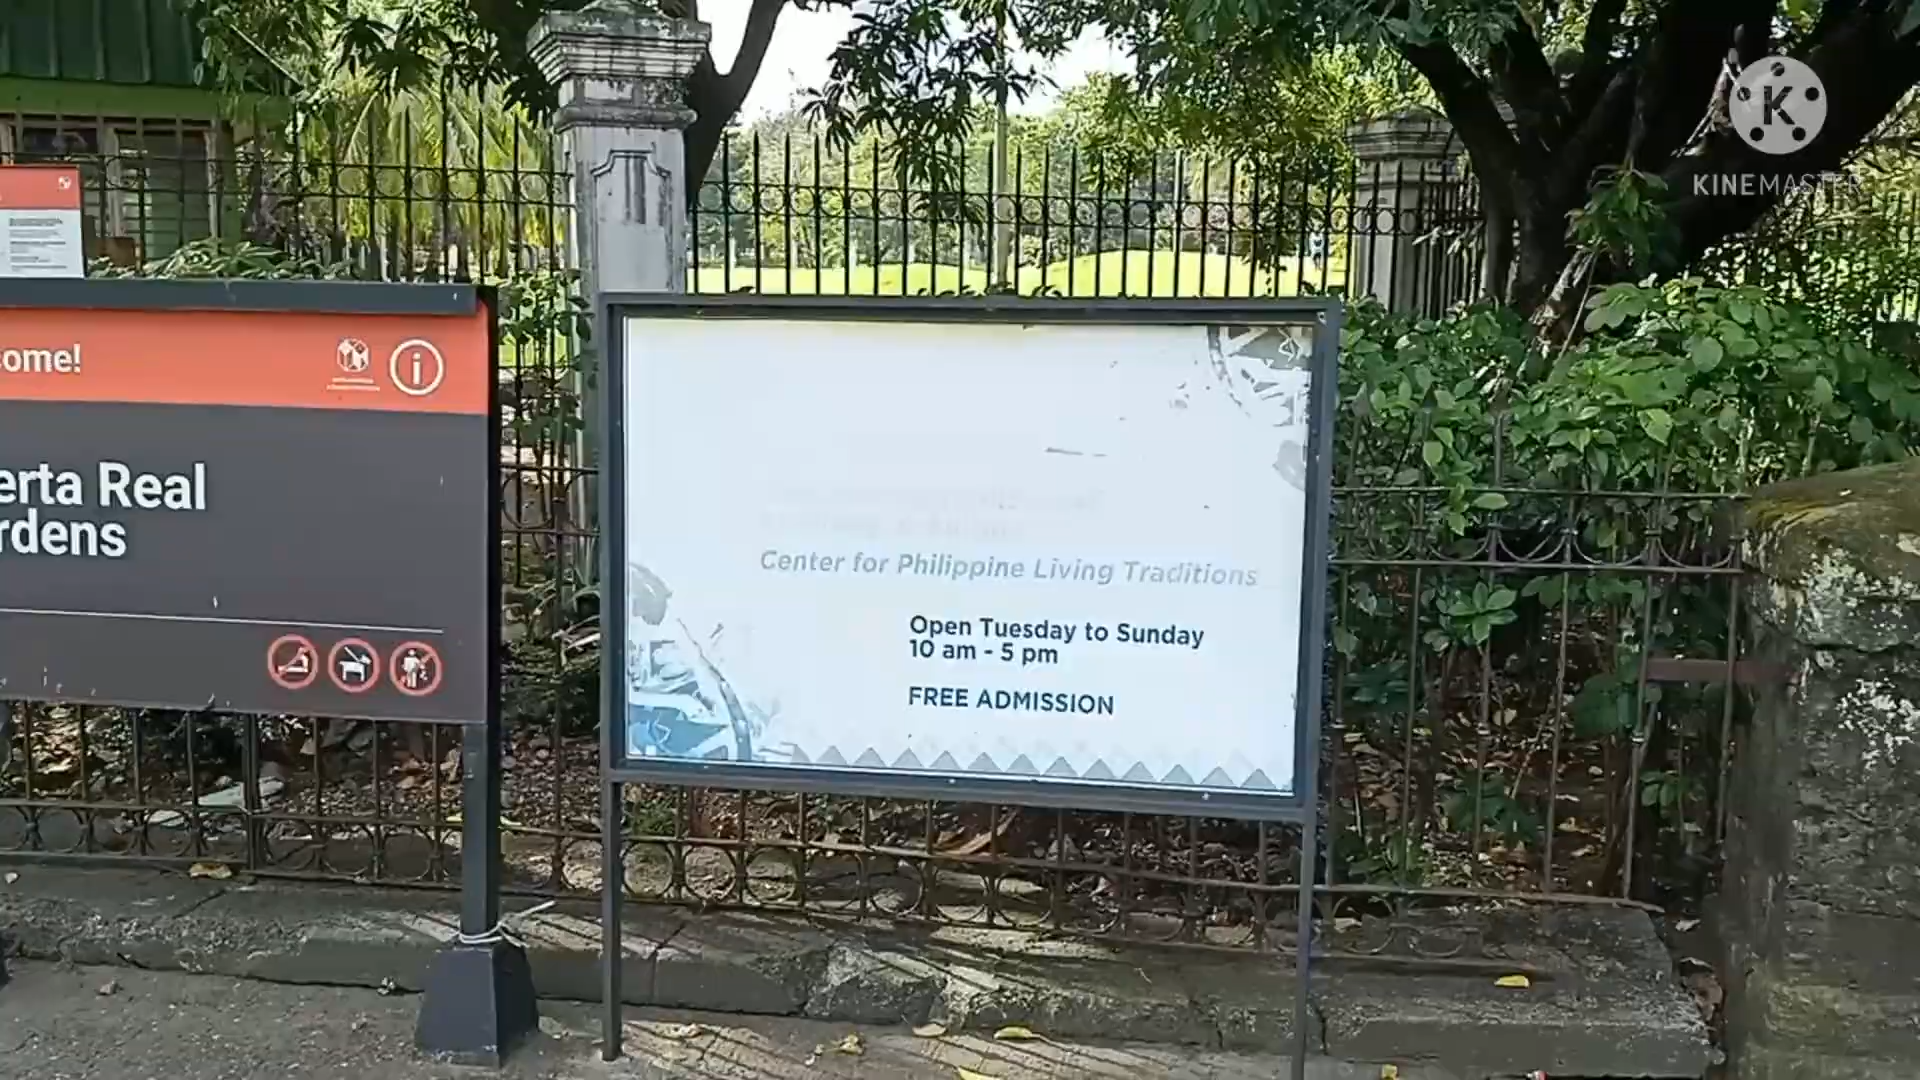 ome!
erta Real
rdens
Center for Philippine Living Traditions
Open Tuesday to Sunday
10 am - 5 pm
FREE ADMISSION
KINEMASTER